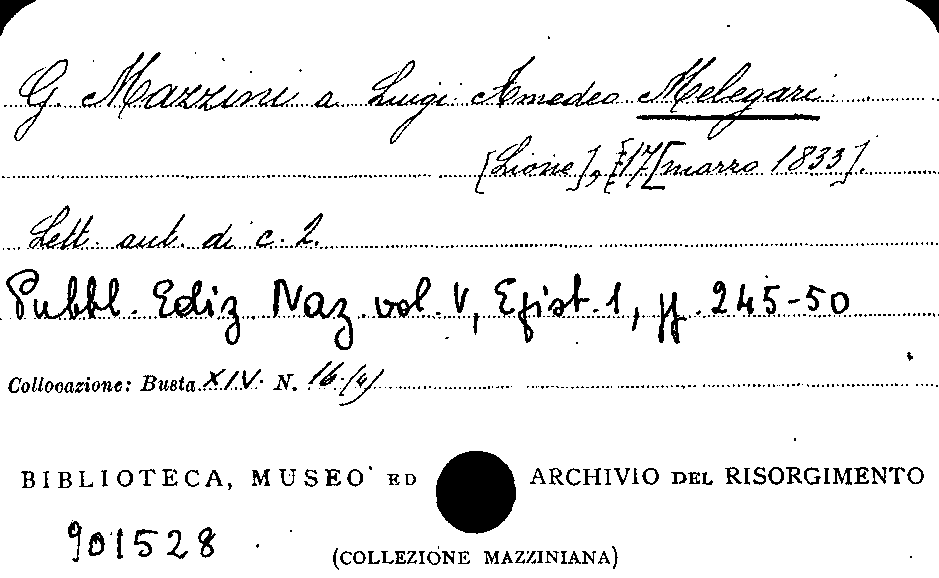 G. Mazzini a Luigi Amedeo Melegari
[Lione], 17 [marzo 1833].
Lett. aut. di c. 2.
Pubbl. Ediz Naz. vol. V, Epist. 1, pp. 245-50
Collocazione: Busta XIV. N. 16 (4)
BIBLIOTECA, MUSEO ED ARCHIVIO DEL RISORGIMENTO
901528
(COLLEZIONE MAZZINIANA)